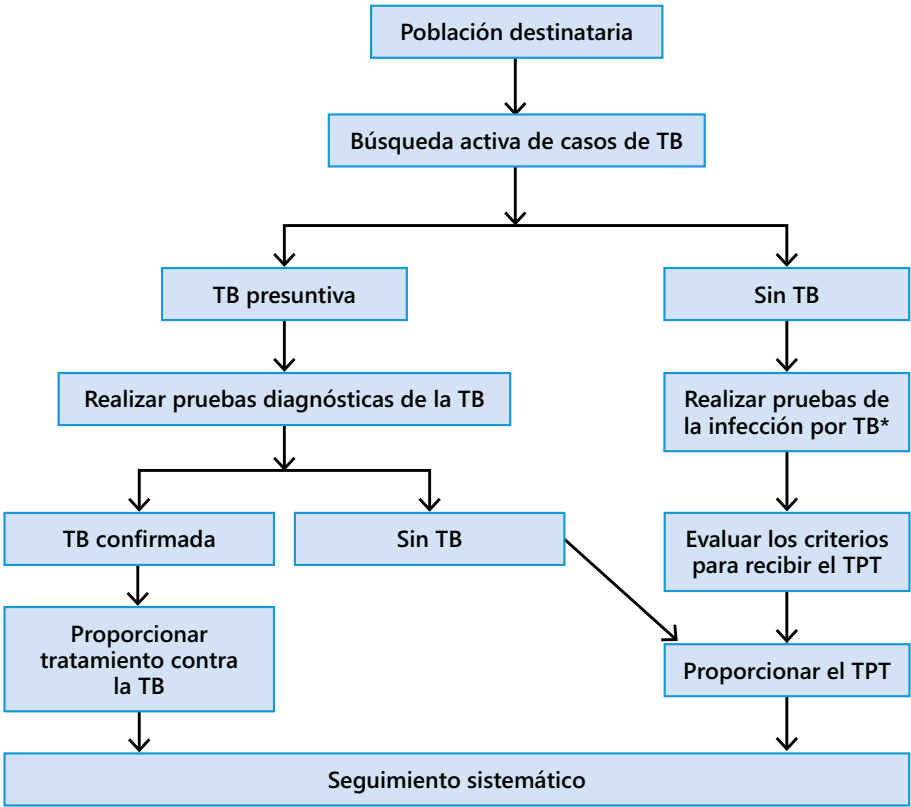 Población destinataria
Búsqueda activa de casos de TB
TB presuntiva
Sin TB
Realizar pruebas diagnósticas de la TB
Realizar pruebas de
la infección por TB*
TB confirmada
Sin TB
Evaluar los criterios
para recibir el TPT
Proporcionar
tratamiento contra
la TB
Proporcionar el TPT
Seguimiento sistemático